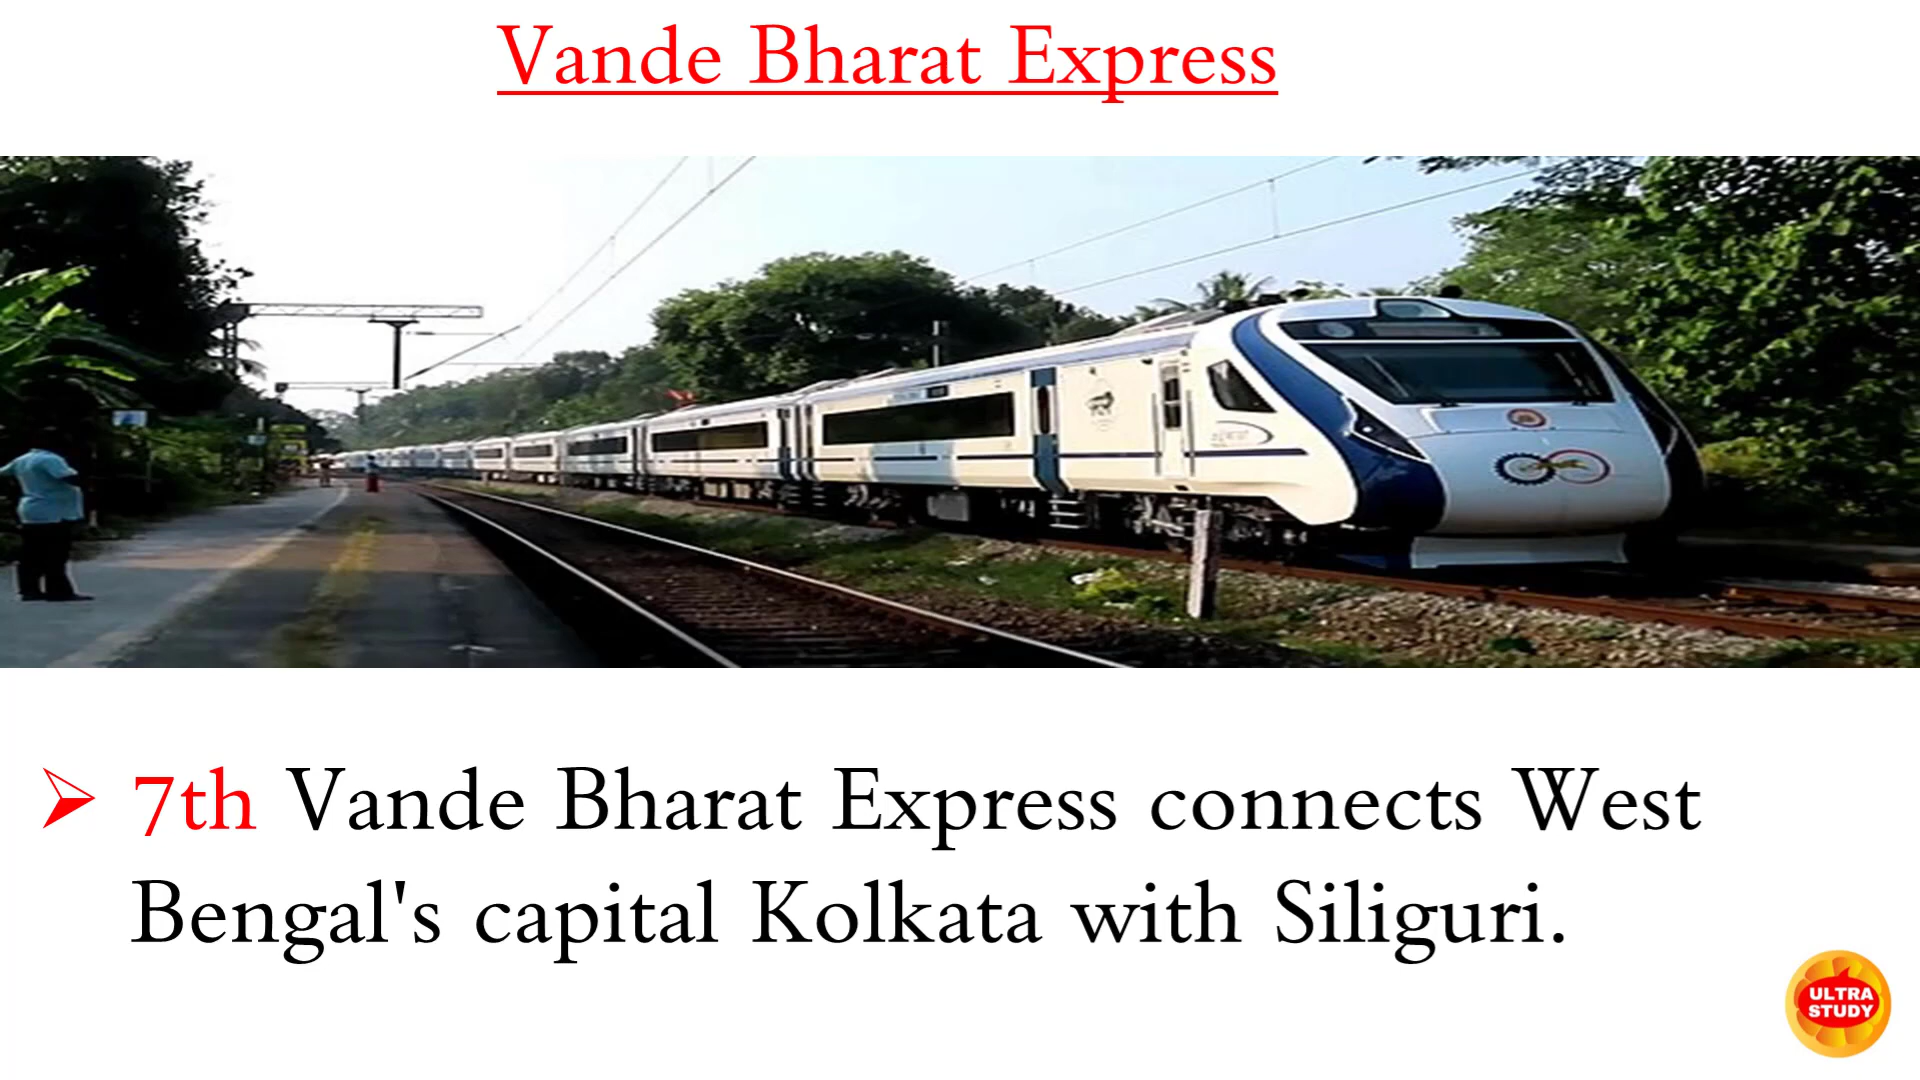 Vande Bharat Express
7th Vande Bharat Express connects West
Bengal's capital Kolkata with Siliguri.
ULTRA
STUDY